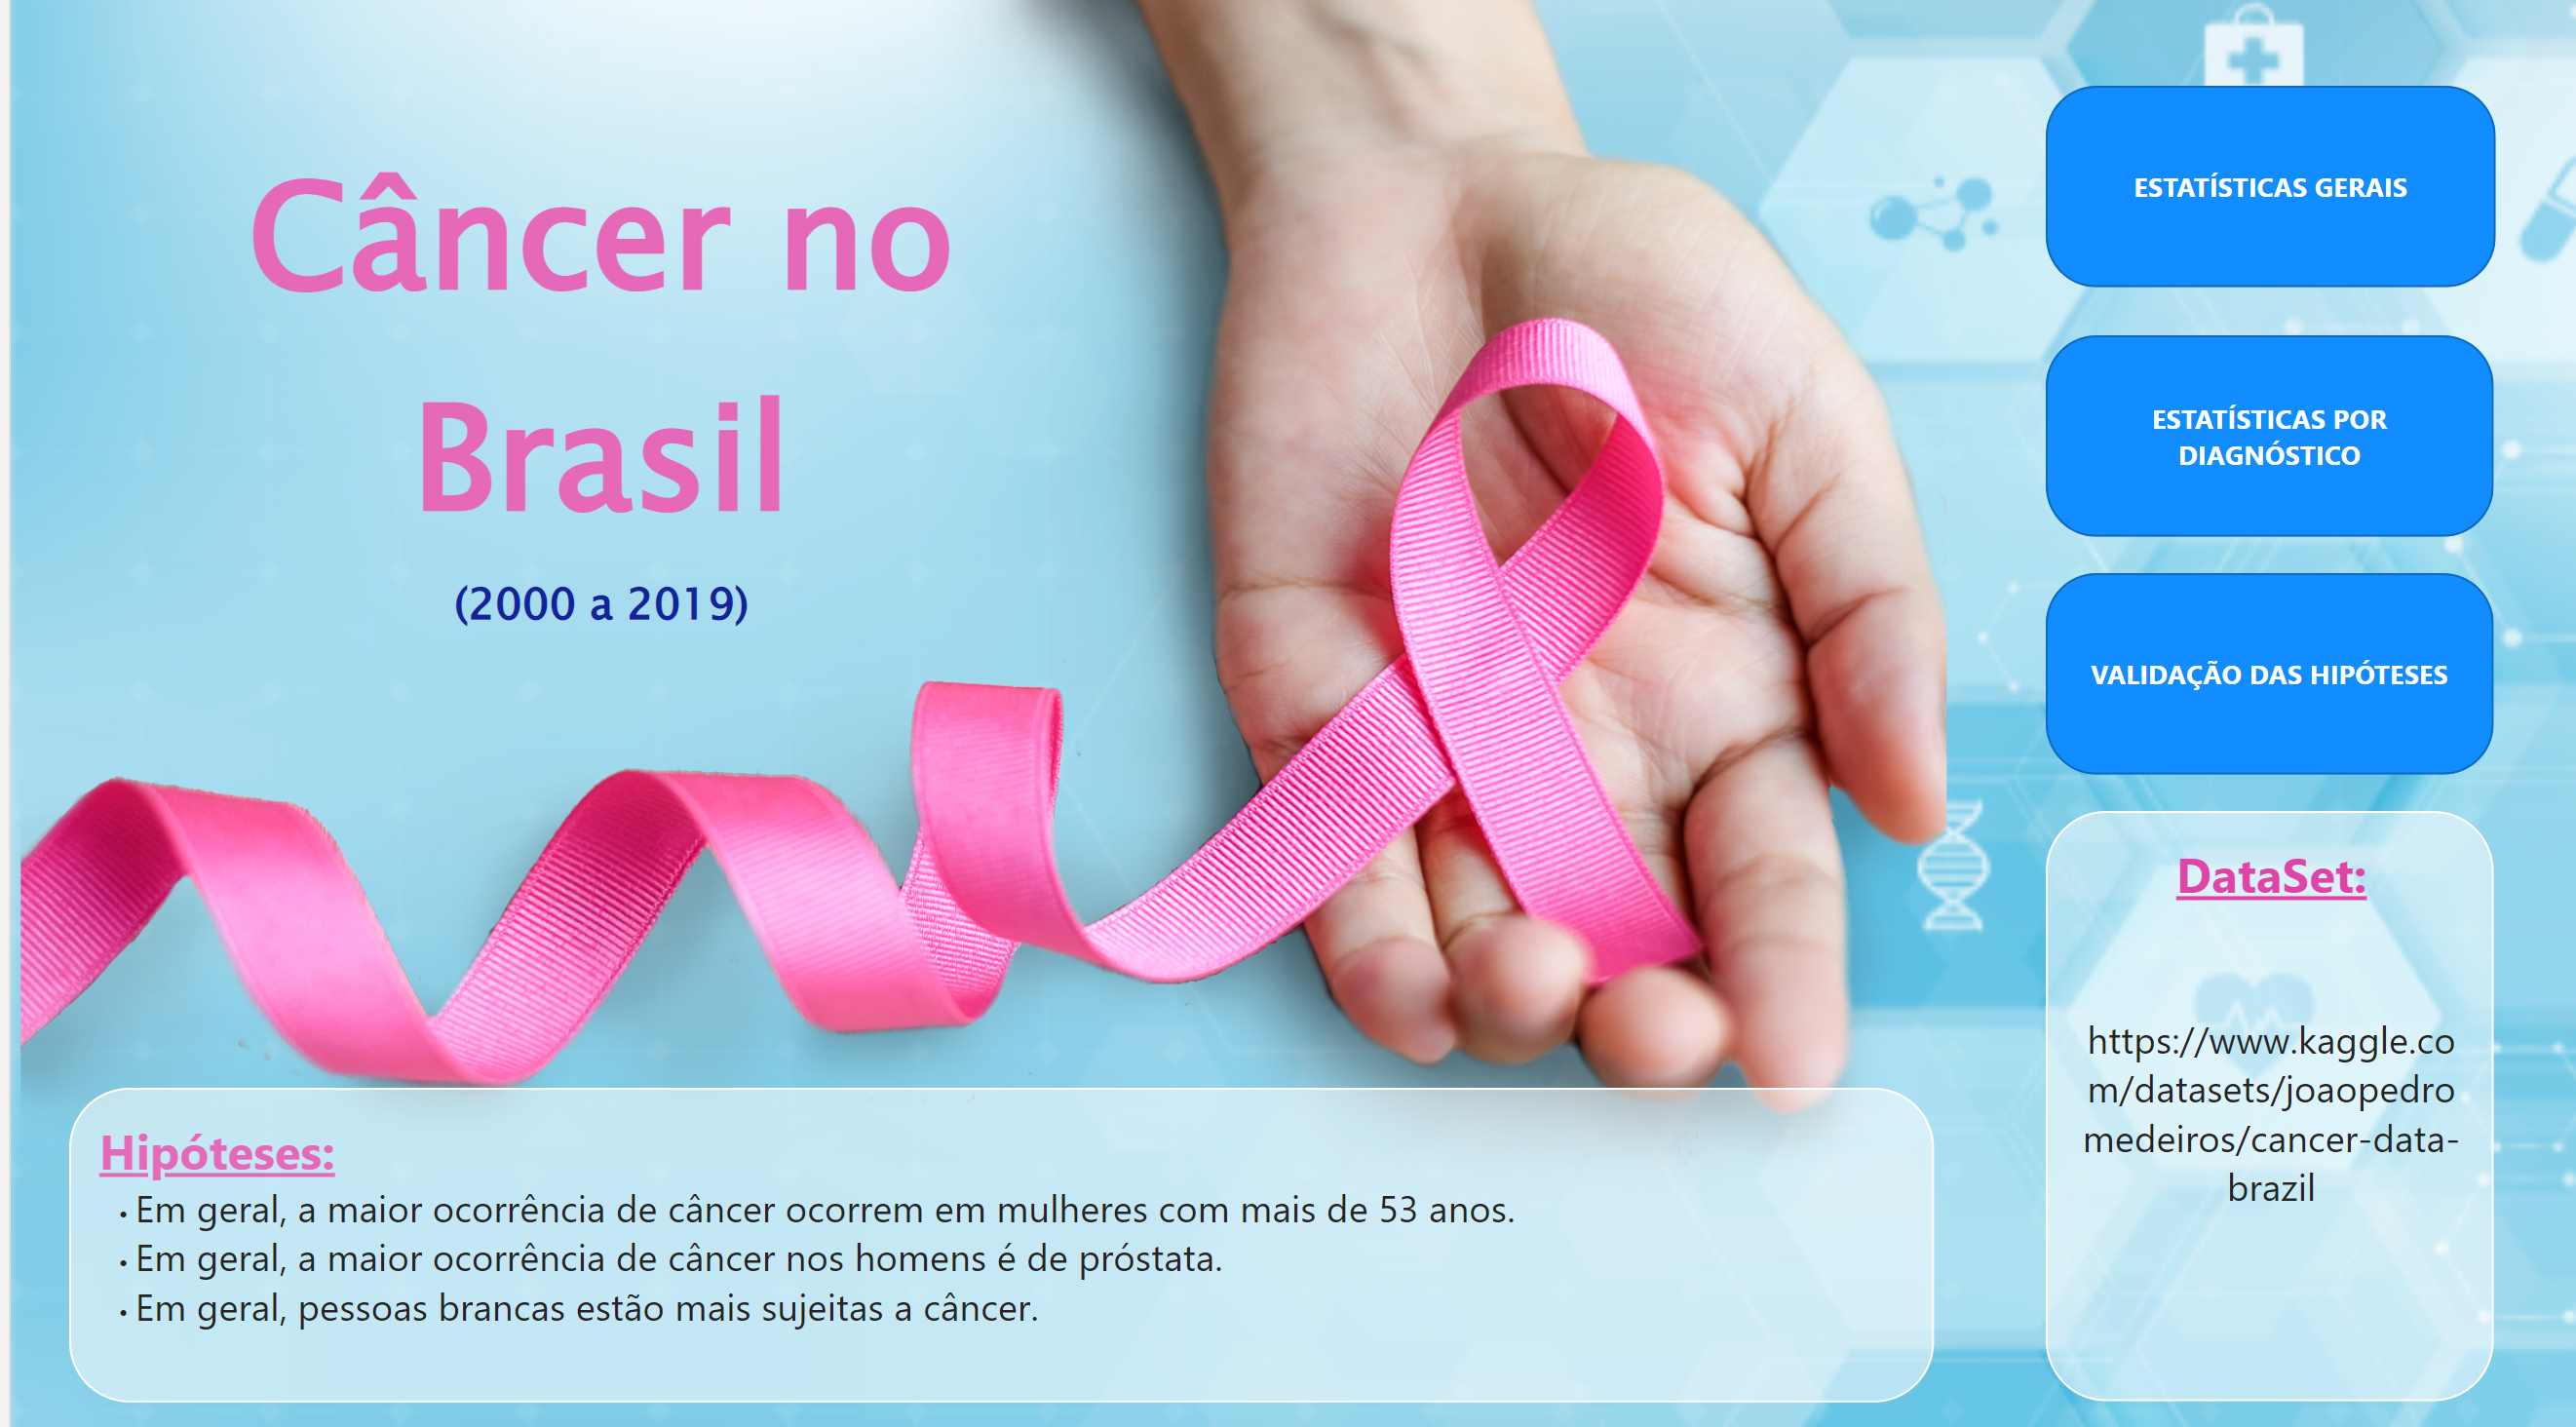 Câncer no
Brasil
(2000 a 2019)
ESTATÍSTICAS GERAIS
ESTATÍSTICAS POR
DIAGNÓSTICO
VALIDAÇÃO DAS HIPÓTESES
DataSet:
https://www.kaggle.co
m/datasets/joaopedro
medeiros/cancer-data-
brazil
Hipóteses:
• Em geral, a maior ocorrência de câncer ocorrem em mulheres com mais de 53 anos.
• Em geral, a maior ocorrência de câncer nos homens é de próstata.
• Em geral, pessoas brancas estão mais sujeitas a câncer.